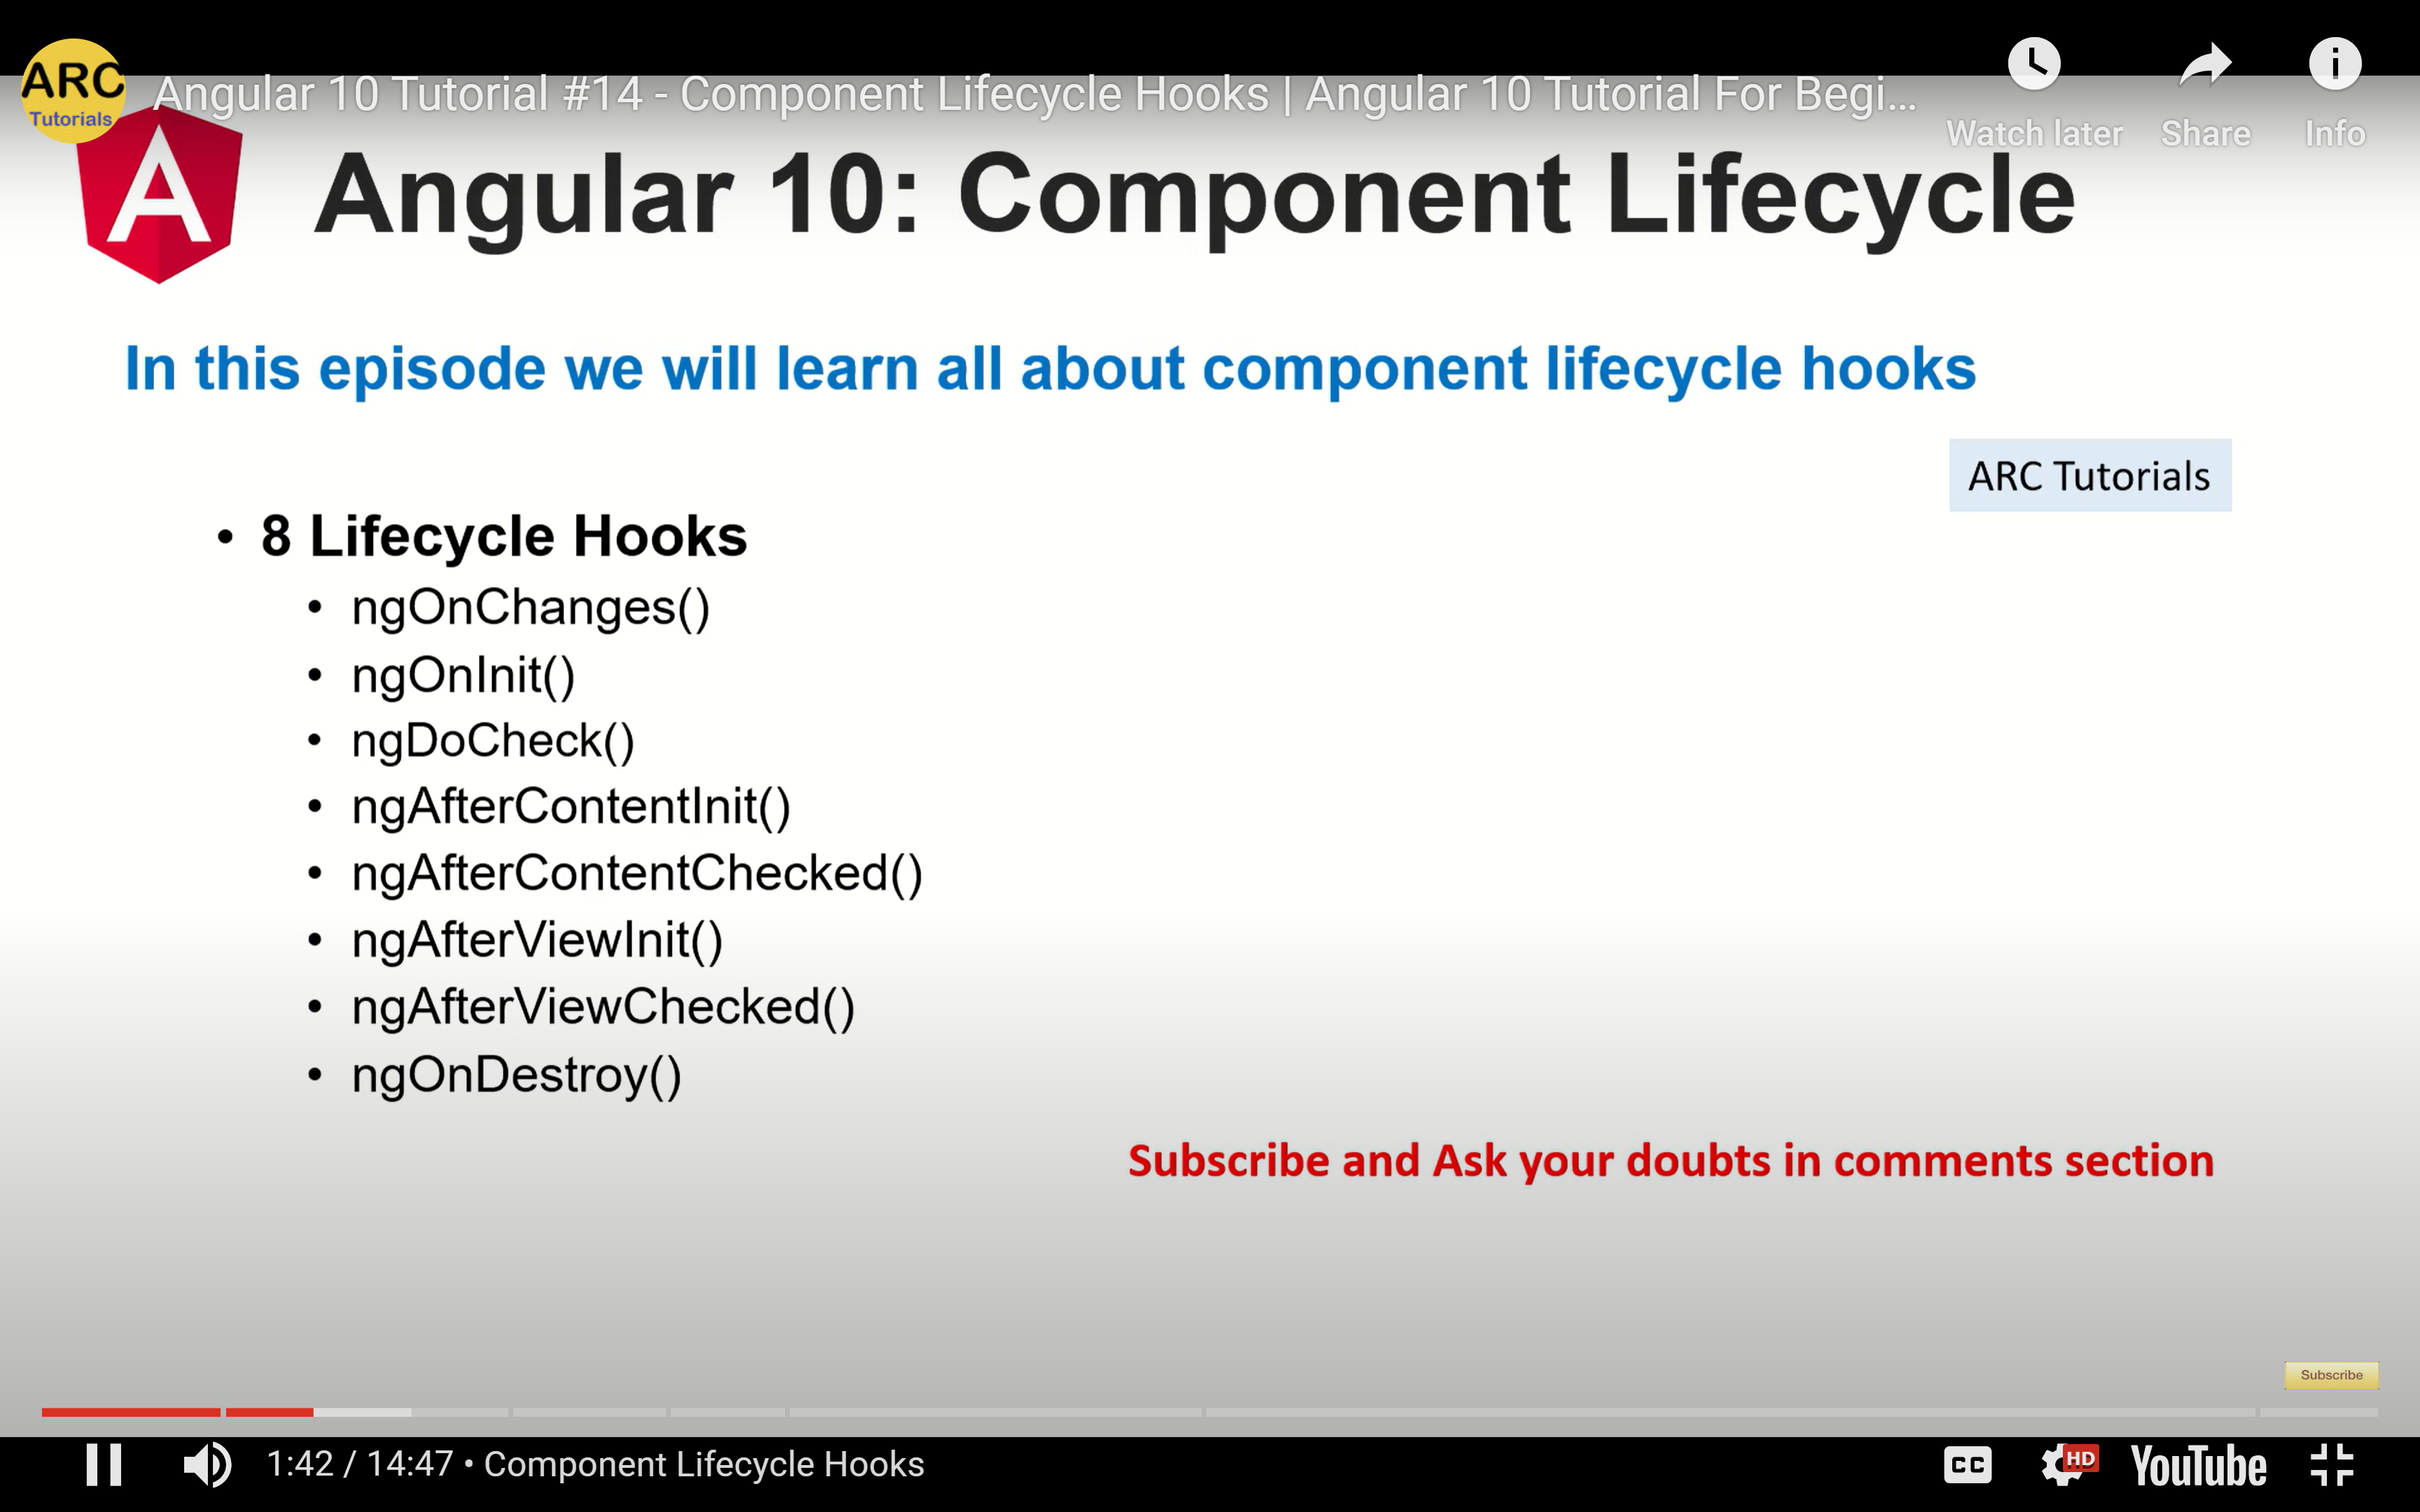 ARC
Tutorials
Angular 10 Tutorial #14 - Component Lifecycle Hooks | Angular 10 Tutorial For Begi...
Watch later
Share
Info
A
Angular 10: Component Lifecycle
In this episode we will learn all about component lifecycle hooks
ARC Tutorials
• 8 Lifecycle Hooks
• ngOnChanges()
• ngOnInit()
• ngDoCheck()
• ngAfterContentInit()
• ngAfterContentChecked()
• ngAfterViewInit()
• ngAfterViewChecked()
• ngOnDestroy()
Subscribe and Ask your doubts in comments section
Subscribe
1:42 / 14:47 • Component Lifecycle Hooks
CC
HD
YouTube